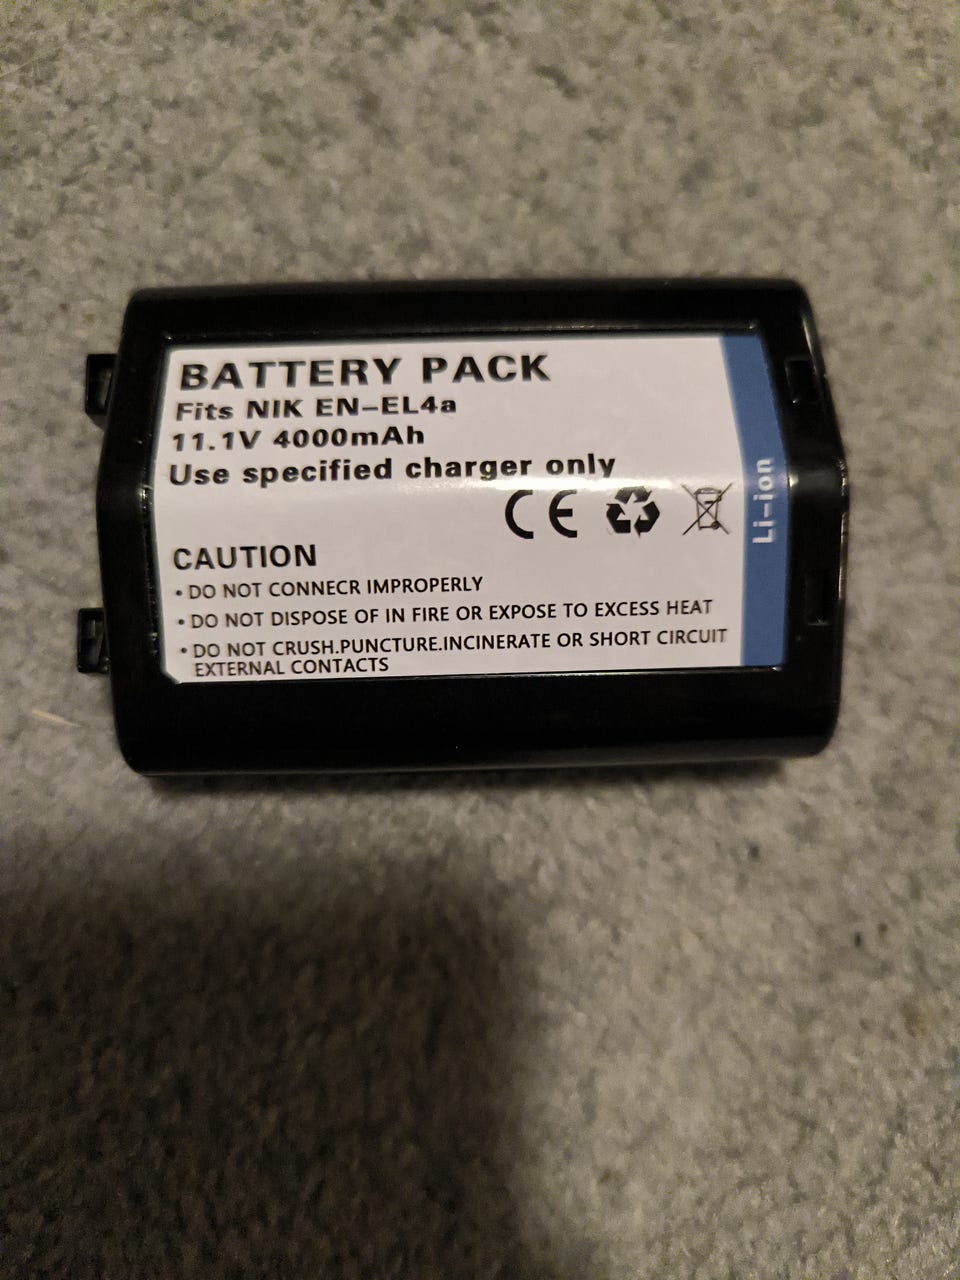 BATTERY PACK
Fits NIK EN-EL4a
11.1V 4000mAh
Use specified charger only
CE
Li-ion
CAUTION
• DO NOT CONNECR IMPROPERLY
• DO NOT DISPOSE OF IN FIRE OR EXPOSE TO EXCESS HEAT
• DO NOT CRUSH.PUNCTURE.INCINERATE OR SHORT CIRCUIT
EXTERNAL CONTACTS